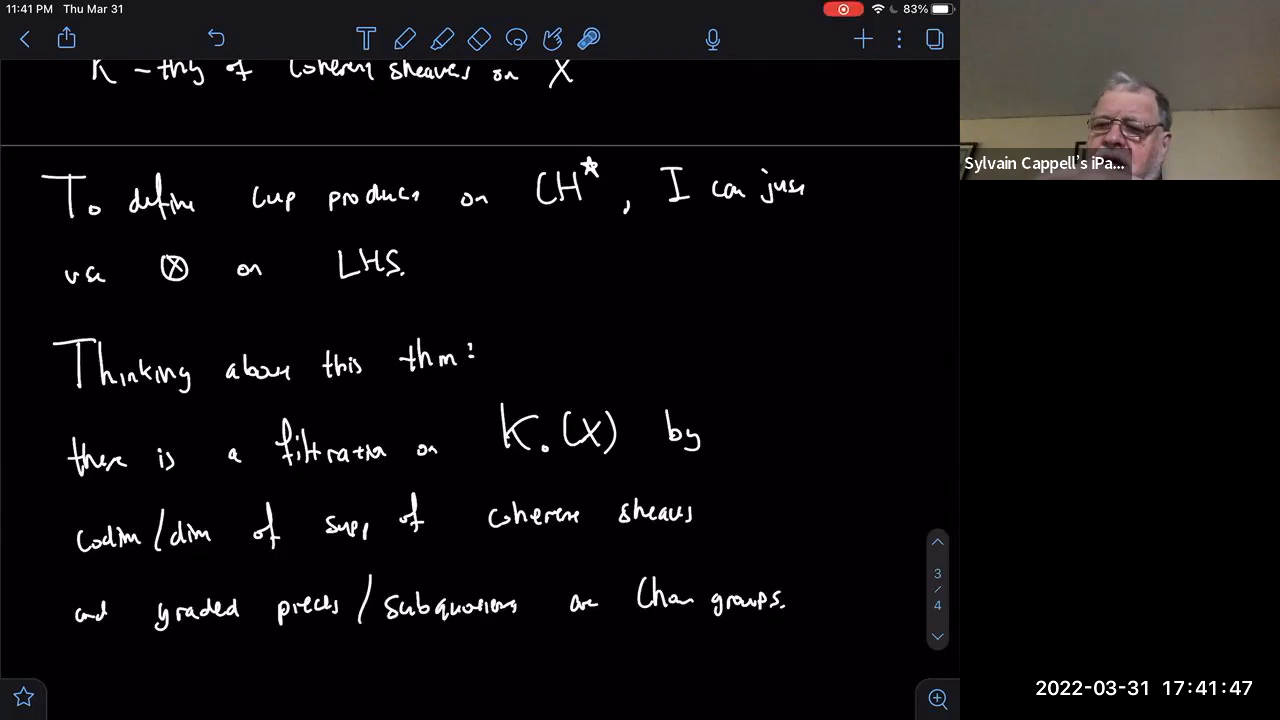 11:41 PM Thu Mar 31
83%
K - thy of coherent sheaves on X
To define cup product on CH*, I can just
use ⊗ on LHS.
Thinking about this thm:
there is a filtration on K₀(X) by
codim/dim of supp of coherent sheaves
and graded pieces/subquotients are Chow groups.
3
/
4
Sylvain Cappell's iPa...
2022-03-31 17:41:47